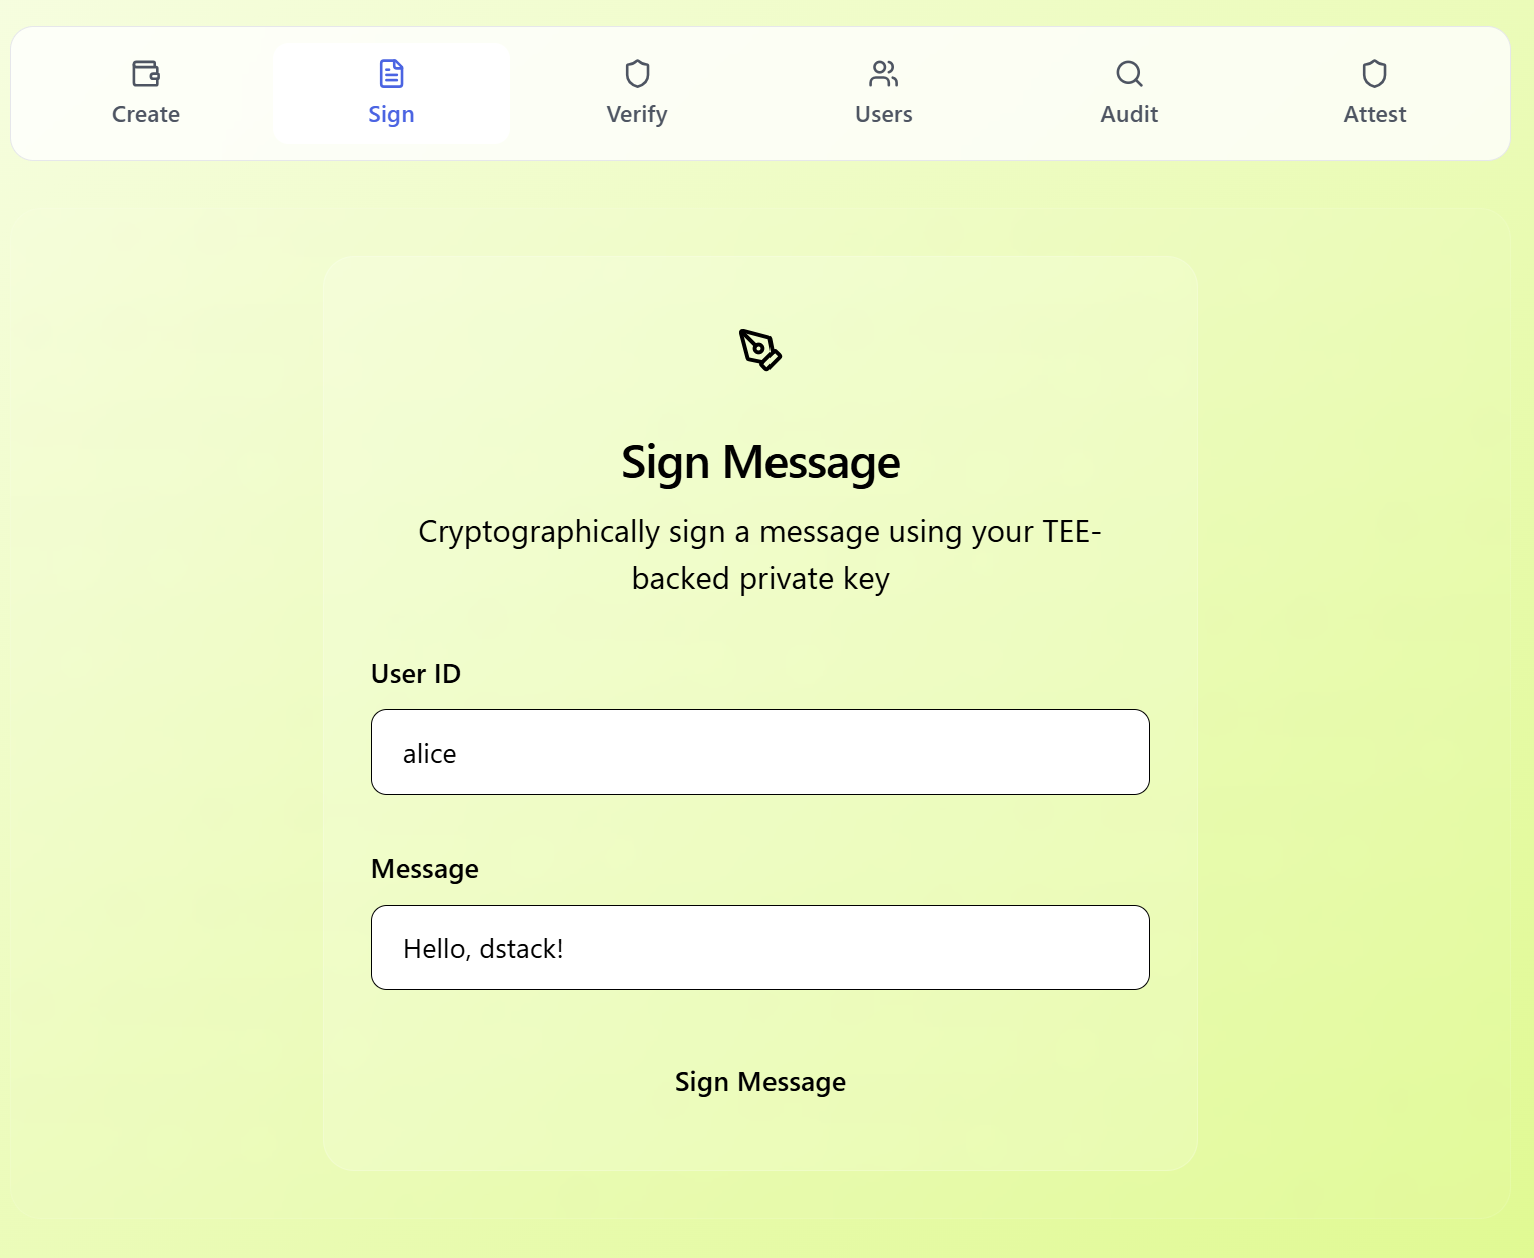 Create
Sign
Verify
Users
Audit
Attest
Sign Message
Cryptographically sign a message using your TEE-
backed private key
User ID
alice
Message
Hello, dstack!
Sign Message